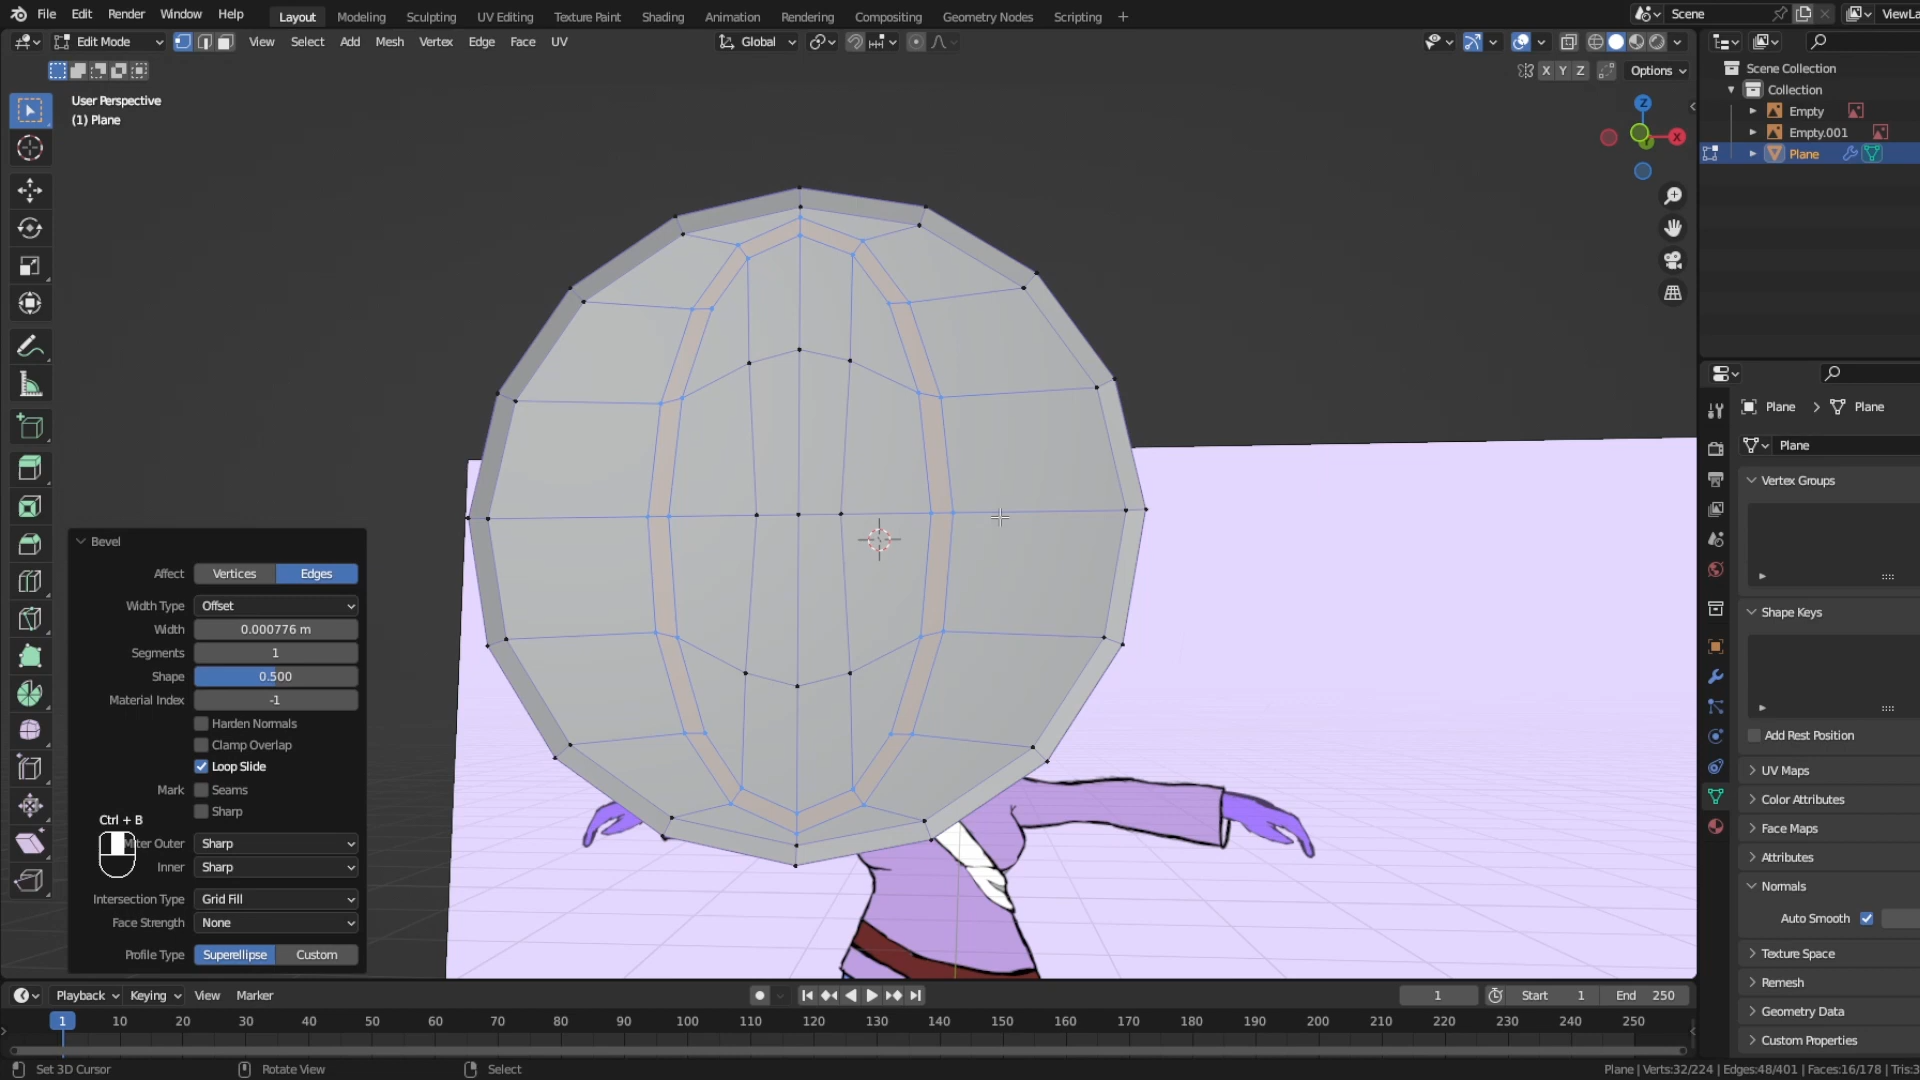 File Edit Render Window Help Layout Modeling Sculpting UV Editing Texture Paint Shading Animation Rendering Compositing Geometry Nodes Scripting + Scene ViewLa
Edit Mode View Select Add Mesh Vertex Edge Face UV Global
X Y Z Options
User Perspective
(1) Plane
Z
X
Scene Collection
Collection
Empty
Empty.001
Plane
Plane > Plane
Plane
Vertex Groups
Shape Keys
Add Rest Position
UV Maps
Color Attributes
Face Maps
Attributes
Normals
Auto Smooth
Texture Space
Remesh
Geometry Data
Custom Properties
Bevel
Affect Vertices Edges
Width Type Offset
Width 0.000776 m
Segments 1
Shape 0.500
Material Index -1
Harden Normals
Clamp Overlap
Loop Slide
Mark Seams
Sharp
Ctrl + B
Outer Sharp
Inner Sharp
Intersection Type Grid Fill
Face Strength None
Profile Type Superellipse Custom
Playback Keying View Marker 1 Start 1 End 250
1 10 20 30 40 50 60 70 80 90 100 110 120 130 140 150 160 170 180 190 200 210 220 230 240 250
Set 3D Cursor Rotate View Select Plane | Verts:32/224 | Edges:48/401 | Faces:16/178 | Tris:3